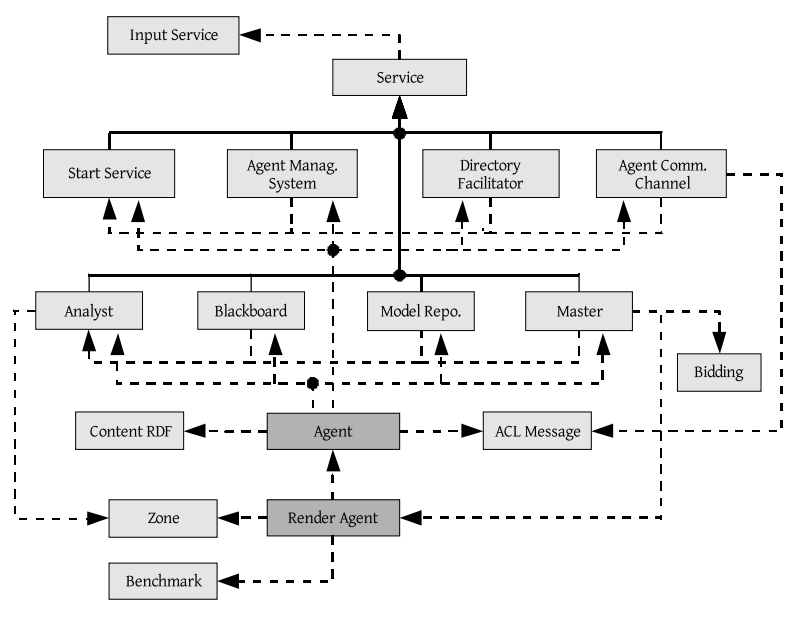 Input Service
Service
Start Service
Agent Manag.
System
Directory
Facilitator
Agent Comm.
Channel
Analyst
Blackboard
Model Repo.
Master
Bidding
Content RDF
Agent
ACL Message
Zone
Render Agent
Benchmark